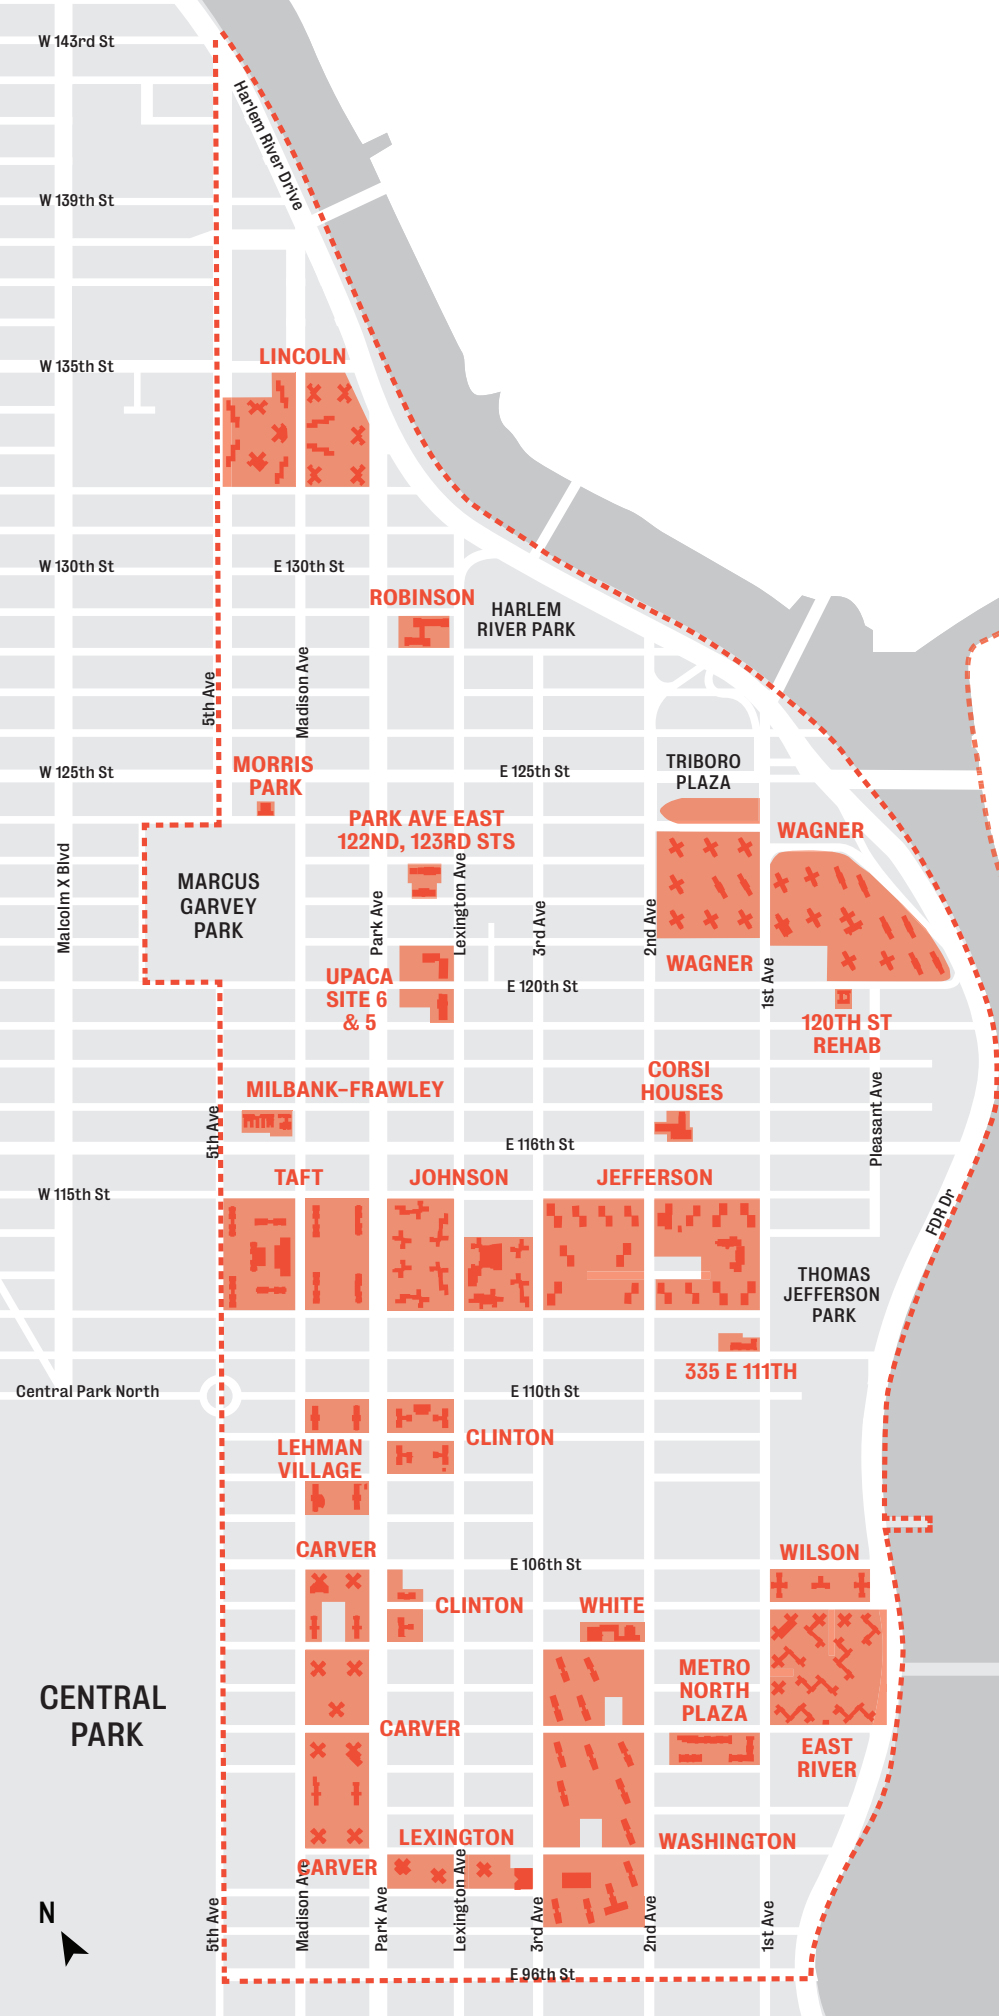 W 143rd St
Harlem River Drive
W 139th St
LINCOLN
W 135th St
W 130th St
E 130th St
ROBINSON
HARLEM
RIVER PARK
5th Ave
Madison Ave
MORRIS
PARK
W 125th St
E 125th St
TRIBORO
PLAZA
PARK AVE EAST
122ND, 123RD STS
WAGNER
Malcolm X Blvd
MARCUS
GARVEY
PARK
Park Ave
Lexington Ave
3rd Ave
2nd Ave
WAGNER
1st Ave
UPACA
SITE 6
& 5
E 120th St
120TH ST
REHAB
CORSI
HOUSES
MILBANK–FRAWLEY
5th Ave
Pleasant Ave
E 116th St
TAFT
JOHNSON
JEFFERSON
W 115th St
FDR Dr
THOMAS
JEFFERSON
PARK
335 E 111TH
Central Park North
E 110th St
CLINTON
LEHMAN
VILLAGE
CARVER
E 106th St
WILSON
CLINTON
WHITE
METRO
NORTH
PLAZA
CENTRAL
PARK
CARVER
EAST
RIVER
LEXINGTON
WASHINGTON
CARVER
N
5th Ave
Madison Ave
Park Ave
Lexington Ave
3rd Ave
2nd Ave
1st Ave
E 96th St